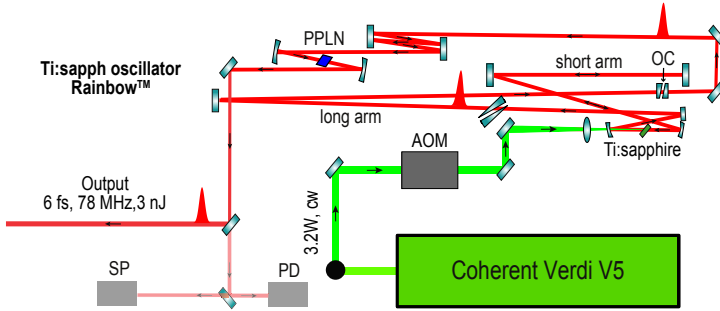 PPLN
Ti:sapph oscillator
Rainbow™
short arm
OC
long arm
Ti:sapphire
AOM
Output
6 fs, 78 MHz,3 nJ
3.2W, cw
SP
PD
Coherent Verdi V5